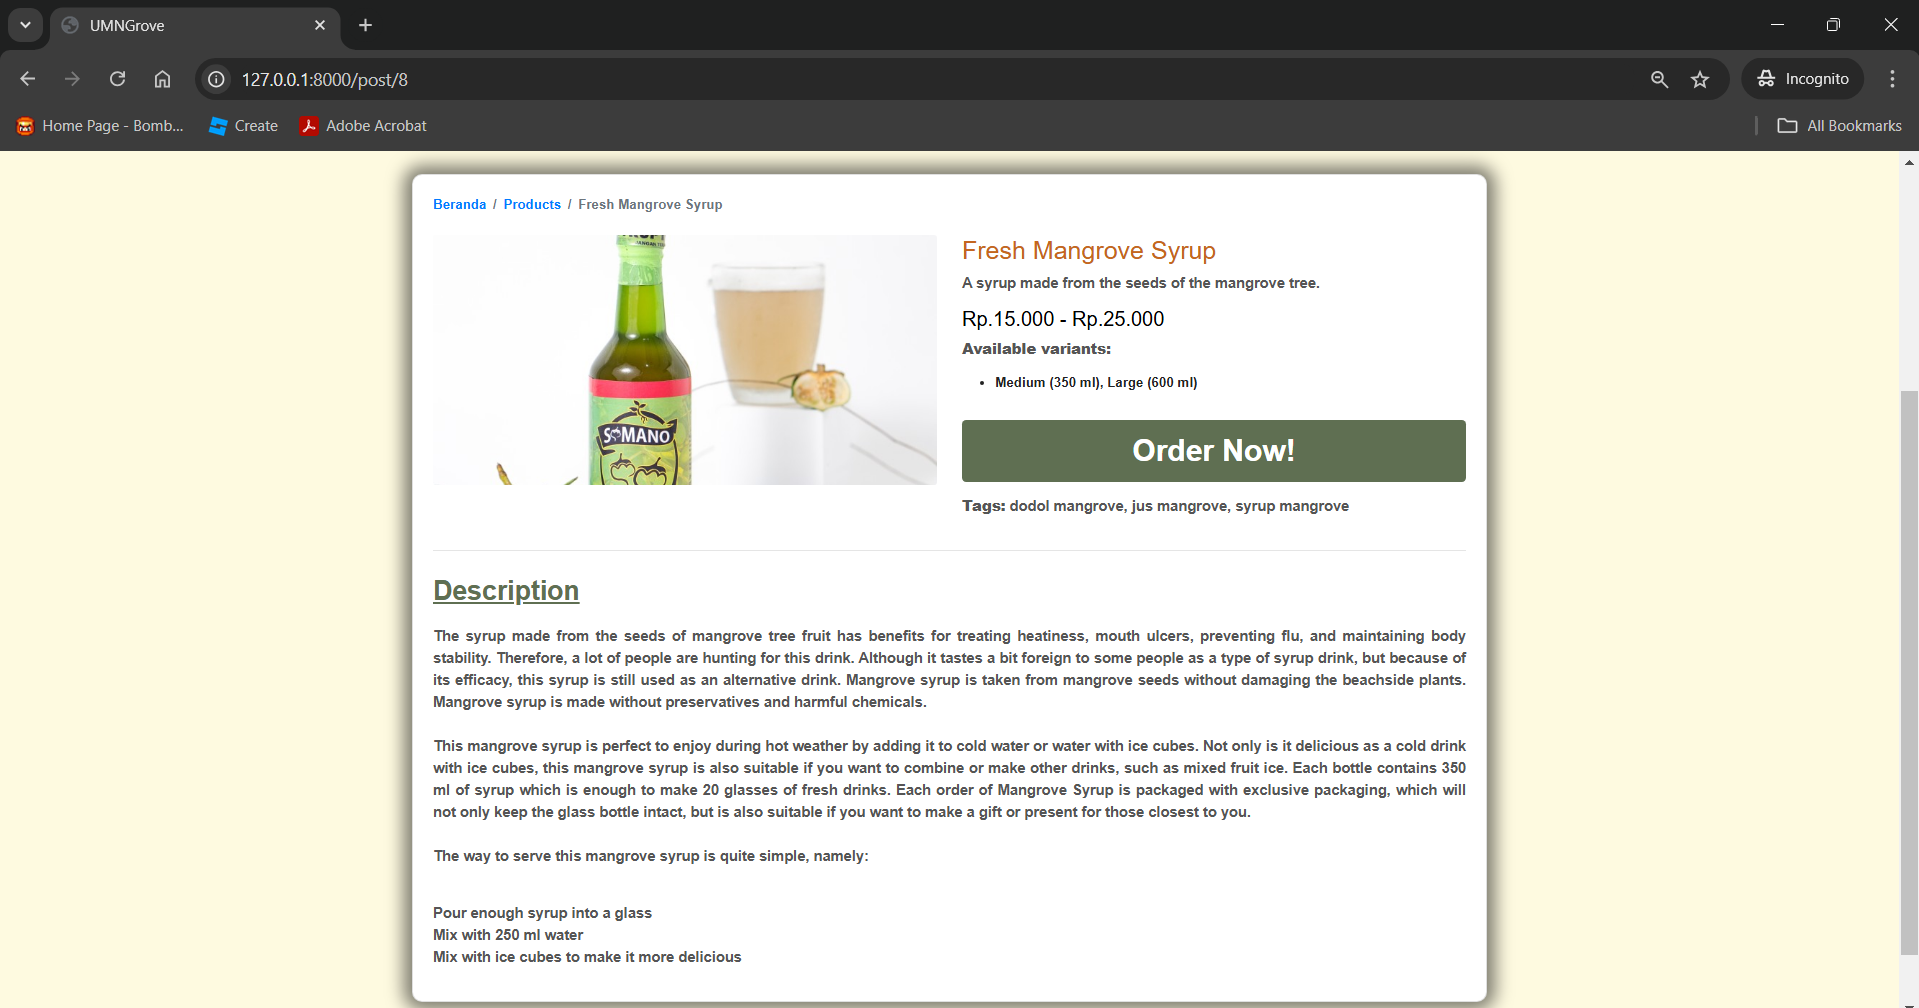 UMNGrove
127.0.0.1:8000/post/8
Incognito
Home Page - Bomb...
Create
Adobe Acrobat
All Bookmarks
Beranda / Products / Fresh Mangrove Syrup
SOMANO
Fresh Mangrove Syrup
A syrup made from the seeds of the mangrove tree.
Rp.15.000 - Rp.25.000
Available variants:
• Medium (350 ml), Large (600 ml)
Order Now!
Tags: dodol mangrove, jus mangrove, syrup mangrove
Description
The syrup made from the seeds of mangrove tree fruit has benefits for treating heatiness, mouth ulcers, preventing flu, and maintaining body
stability. Therefore, a lot of people are hunting for this drink. Although it tastes a bit foreign to some people as a type of syrup drink, but because of
its efficacy, this syrup is still used as an alternative drink. Mangrove syrup is taken from mangrove seeds without damaging the beachside plants.
Mangrove syrup is made without preservatives and harmful chemicals.
This mangrove syrup is perfect to enjoy during hot weather by adding it to cold water or water with ice cubes. Not only is it delicious as a cold drink
with ice cubes, this mangrove syrup is also suitable if you want to combine or make other drinks, such as mixed fruit ice. Each bottle contains 350
ml of syrup which is enough to make 20 glasses of fresh drinks. Each order of Mangrove Syrup is packaged with exclusive packaging, which will
not only keep the glass bottle intact, but is also suitable if you want to make a gift or present for those closest to you.
The way to serve this mangrove syrup is quite simple, namely:
Pour enough syrup into a glass
Mix with 250 ml water
Mix with ice cubes to make it more delicious